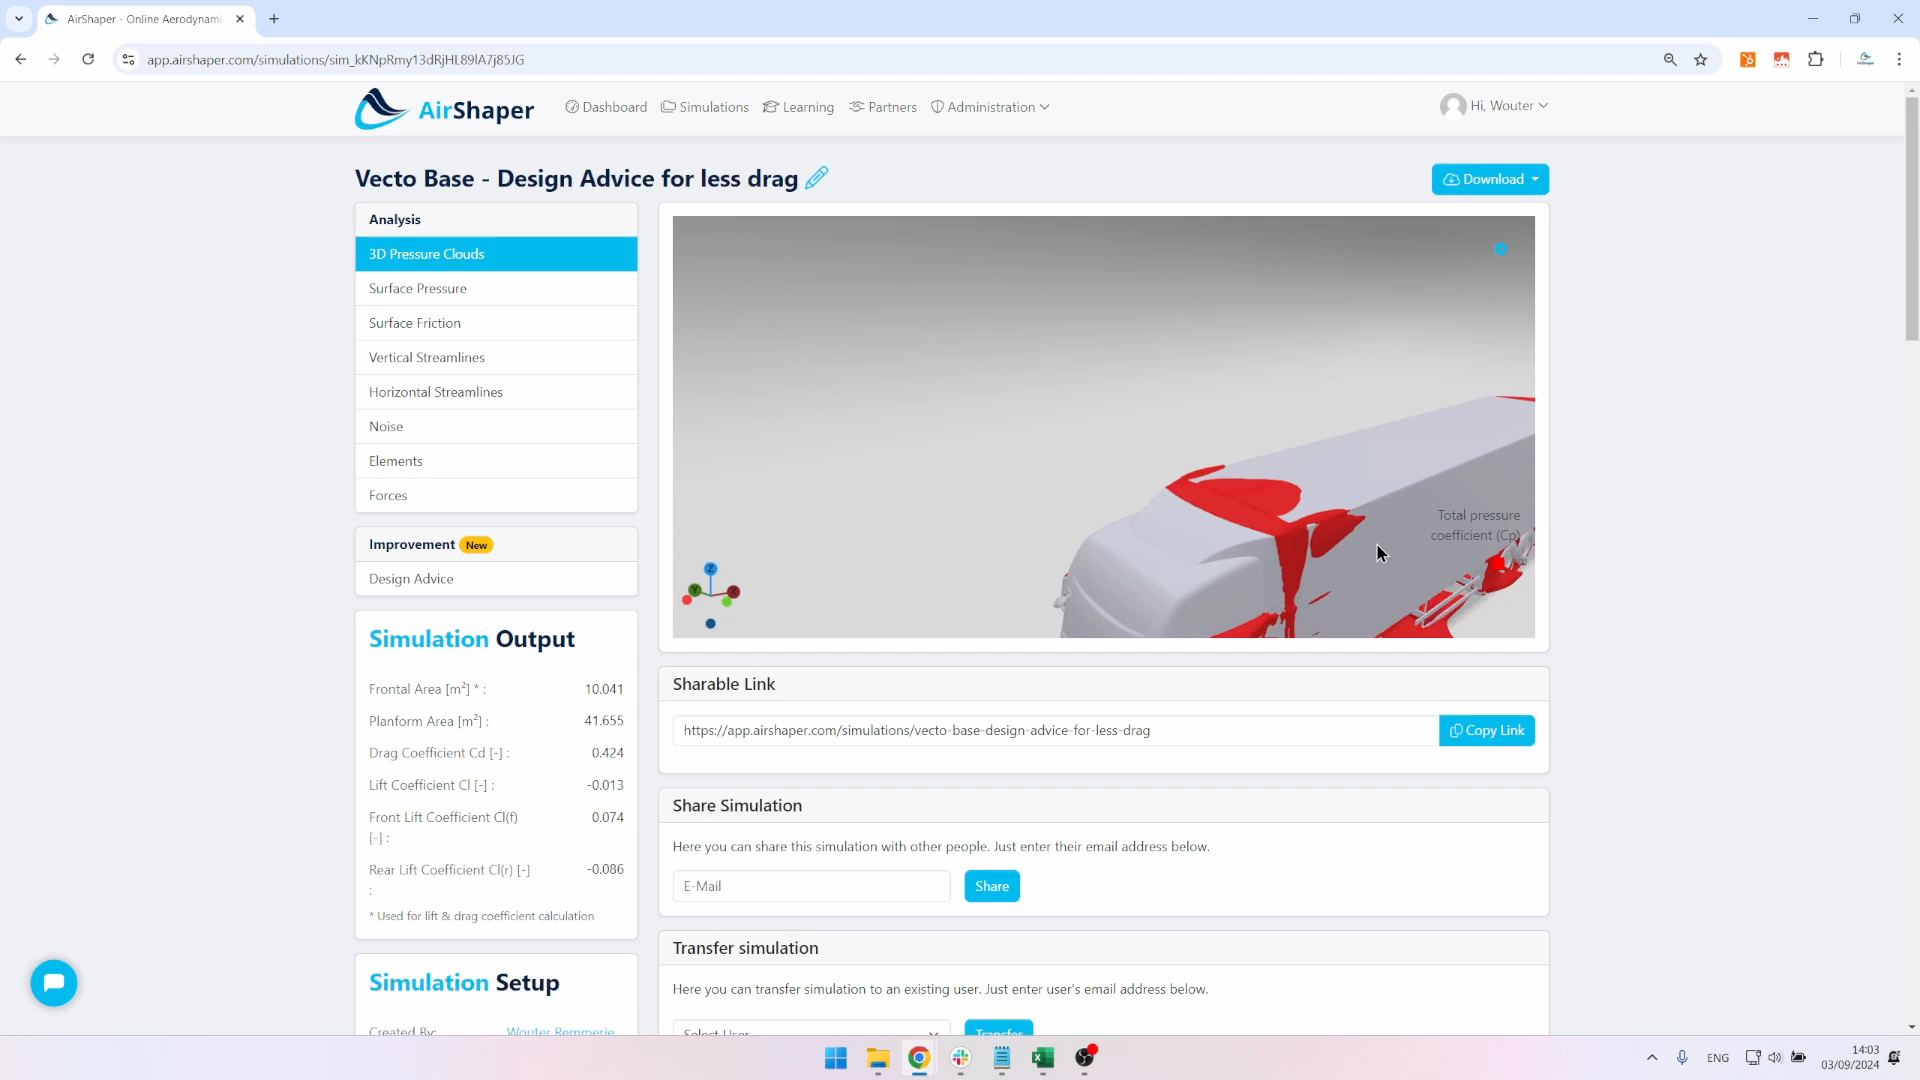 AirShaper - Online Aerodynami
app.airshaper.com/simulations/sim_kKNpRmy13dRjHL89lA7j85JG
AirShaper
Dashboard
Simulations
Learning
Partners
Administration
Hi, Wouter
Vecto Base - Design Advice for less drag
Download
Analysis
3D Pressure Clouds
Surface Pressure
Surface Friction
Vertical Streamlines
Horizontal Streamlines
Noise
Elements
Forces
Improvement New
Design Advice
Simulation Output
Frontal Area [m²] * : 10.041
Planform Area [m²] : 41.655
Drag Coefficient Cd [-] : 0.424
Lift Coefficient Cl [-] : -0.013
Front Lift Coefficient Cl(f) 0.074
[-] :
Rear Lift Coefficient Cl(r) [-] -0.086
:
* Used for lift & drag coefficient calculation
Simulation Setup
Created By: Wouter Remmerie
Total pressure
coefficient (Cp)
Z
Y
X
Sharable Link
https://app.airshaper.com/simulations/vecto-base-design-advice-for-less-drag
Copy Link
Share Simulation
Here you can share this simulation with other people. Just enter their email address below.
E-Mail
Share
Transfer simulation
Here you can transfer simulation to an existing user. Just enter user's email address below.
Select User
Transfer
ENG
14:03
03/09/2024